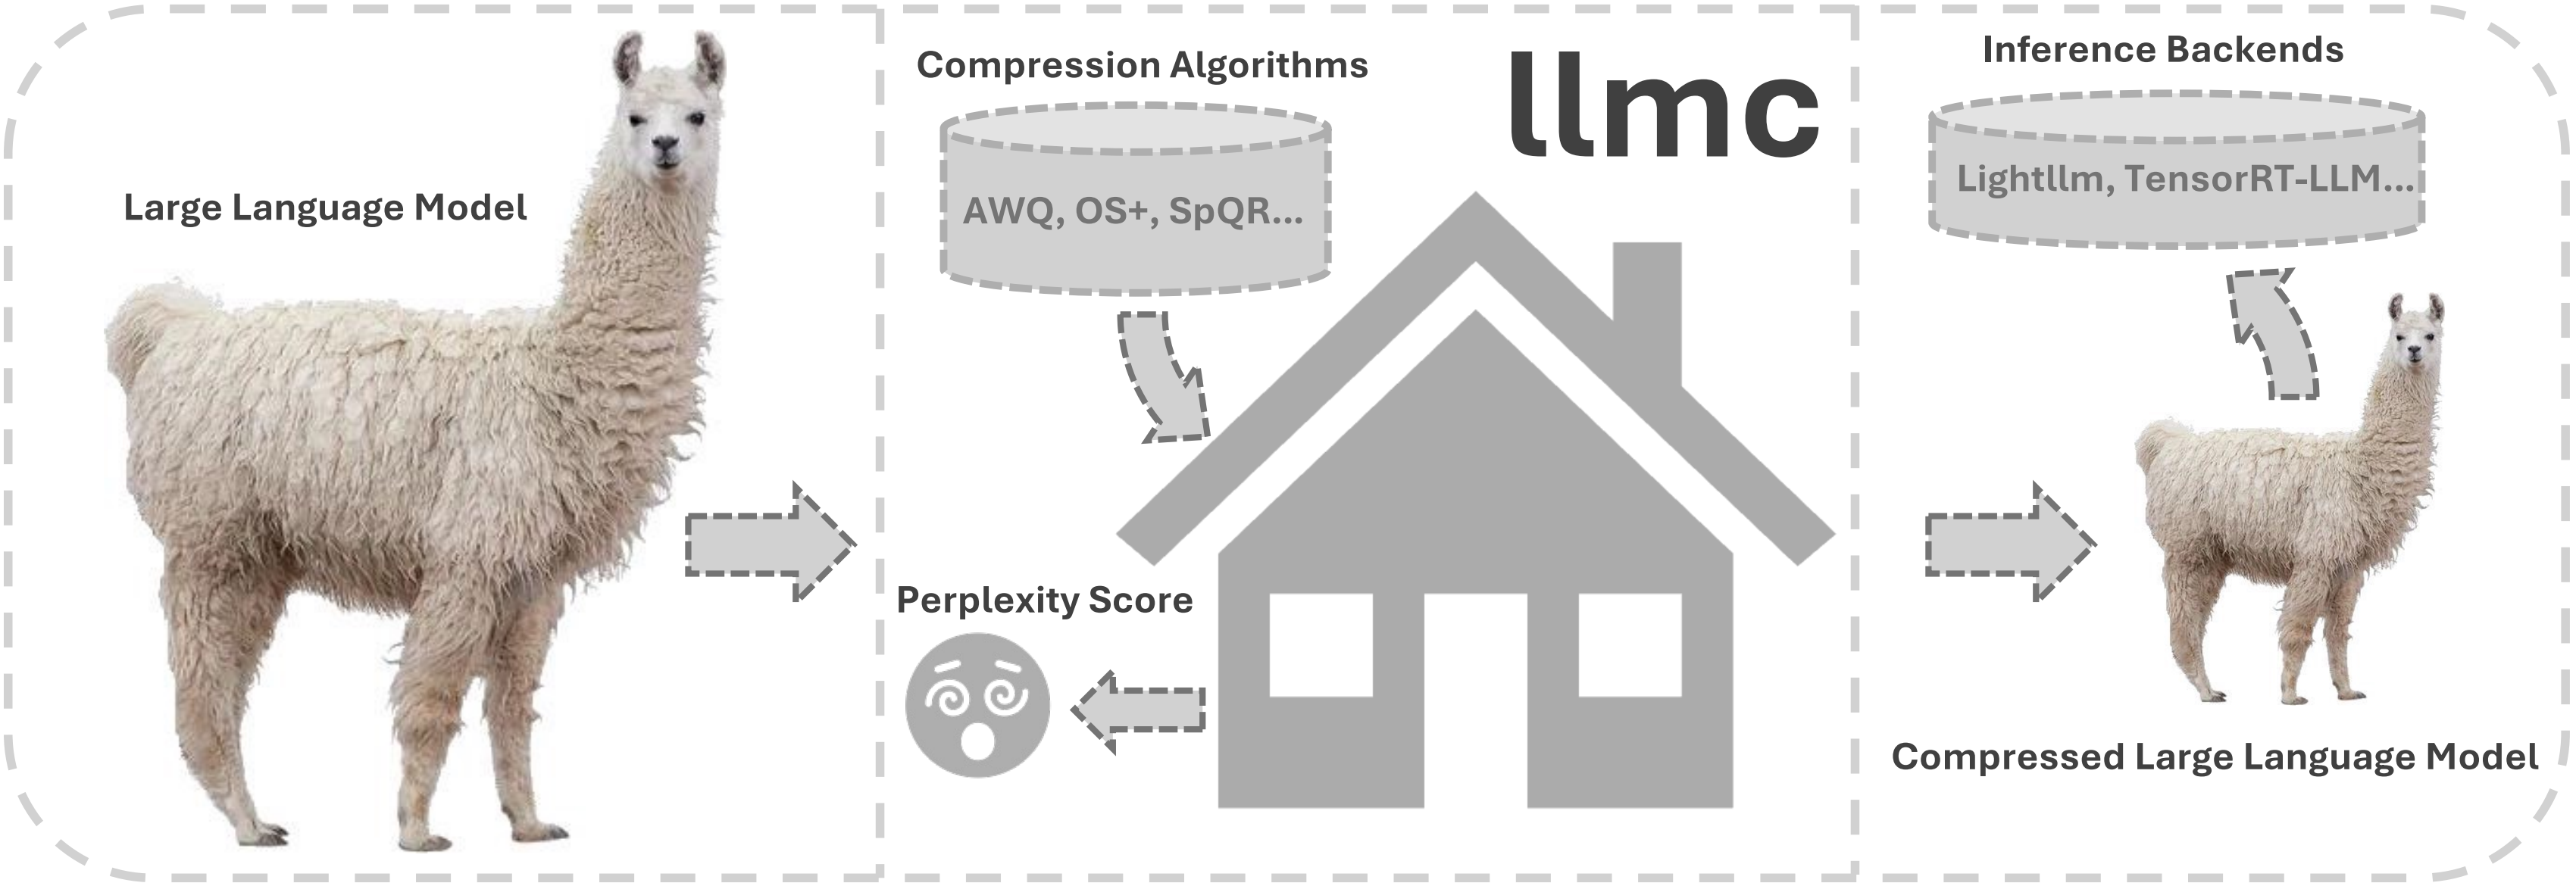 Large Language Model
Compression Algorithms
AWQ, OS+, SpQR...
llmc
Perplexity Score
Inference Backends
Lightllm, TensorRT-LLM...
Compressed Large Language Model